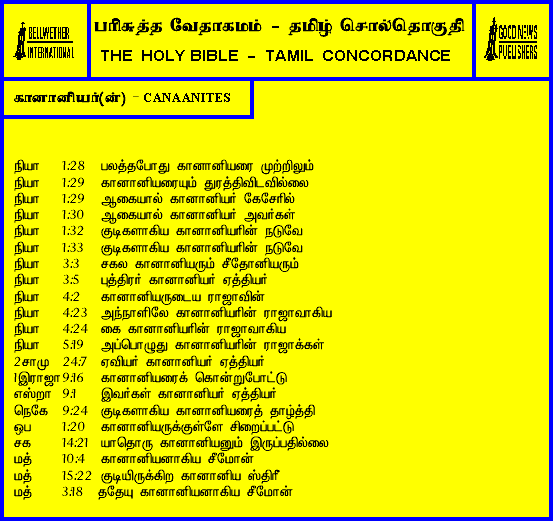 BELLWETHER
INTERNATIONAL
பரிசுத்த வேதாகமம் - தமிழ் சொல்தொகுதி
THE HOLY BIBLE - TAMIL CONCORDANCE
GOOD NEWS
PUBLISHERS
கானானியர்(ன்) - CANAANITES
நியா 1:28 பலத்தபோது கானானியரை முற்றிலும்
நியா 1:29 கானானியரையும் துரத்திவிடவில்லை
நியா 1:29 ஆகையால் கானானியர் கேசேரில்
நியா 1:30 ஆகையால் கானானியர் அவர்கள்
நியா 1:32 குடிகளாகிய கானானியரின் நடுவே
நியா 1:33 குடிகளாகிய கானானியரின் நடுவே
நியா 3:3 சகல கானானியரும் சீதோனியரும்
நியா 3:5 புத்திரர் கானானியர் ஏத்தியர்
நியா 4:2 கானானியருடைய ராஜாவின்
நியா 4:23 அந்நாளிலே கானானியரின் ராஜாவாகிய
நியா 4:24 கை கானானியரின் ராஜாவாகிய
நியா 5:19 அப்பொழுது கானானியரின் ராஜாக்கள்
2சாமு 24:7 ஏவியர் கானானியர் ஏத்தியர்
1இராஜா 9:16 கானானியரைக் கொன்றுபோட்டு
எஸ்றா 9:1 இவர்கள் கானானியர் ஏத்தியர்
நெகே 9:24 குடிகளாகிய கானானியரைத் தாழ்த்தி
ஒப 1:20 கானானியருக்குள்ளே சிறைப்பட்டு
சக 14:21 யாதொரு கானானியனும் இருப்பதில்லை
மத் 10:4 கானானியனாகிய சீமோன்
மத் 15:22 குடியிருக்கிற கானானிய ஸ்திரீ
மத் 3:18 ததேயு கானானியனாகிய சீமோன்